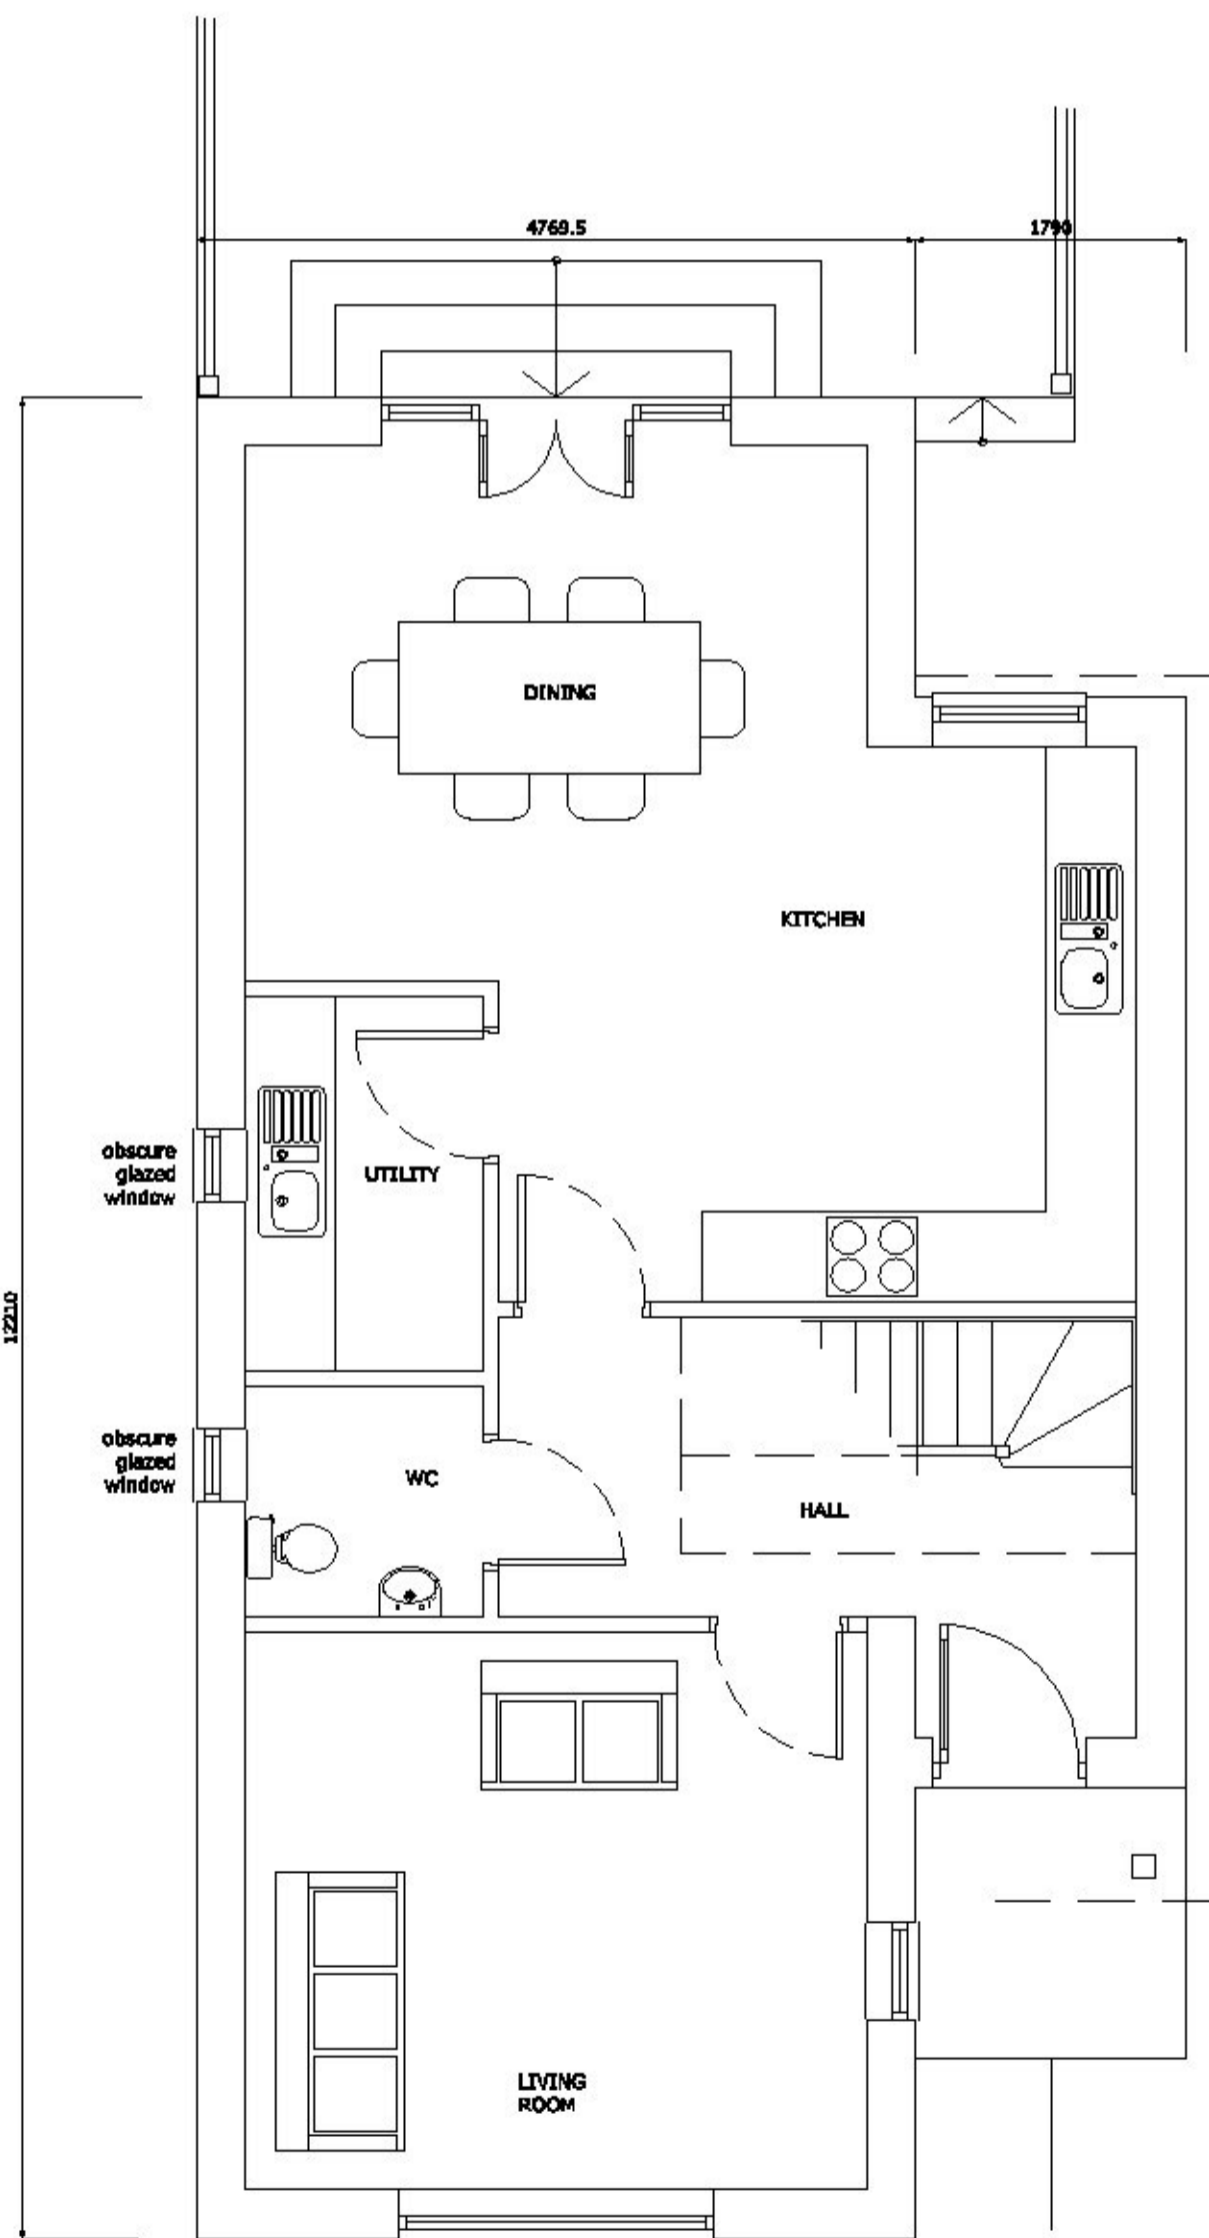 4769.5
1790
DINING
KITCHEN
obscure
glazed
window
UTILITY
12210
obscure
glazed
window
WC
HALL
LIVING
ROOM